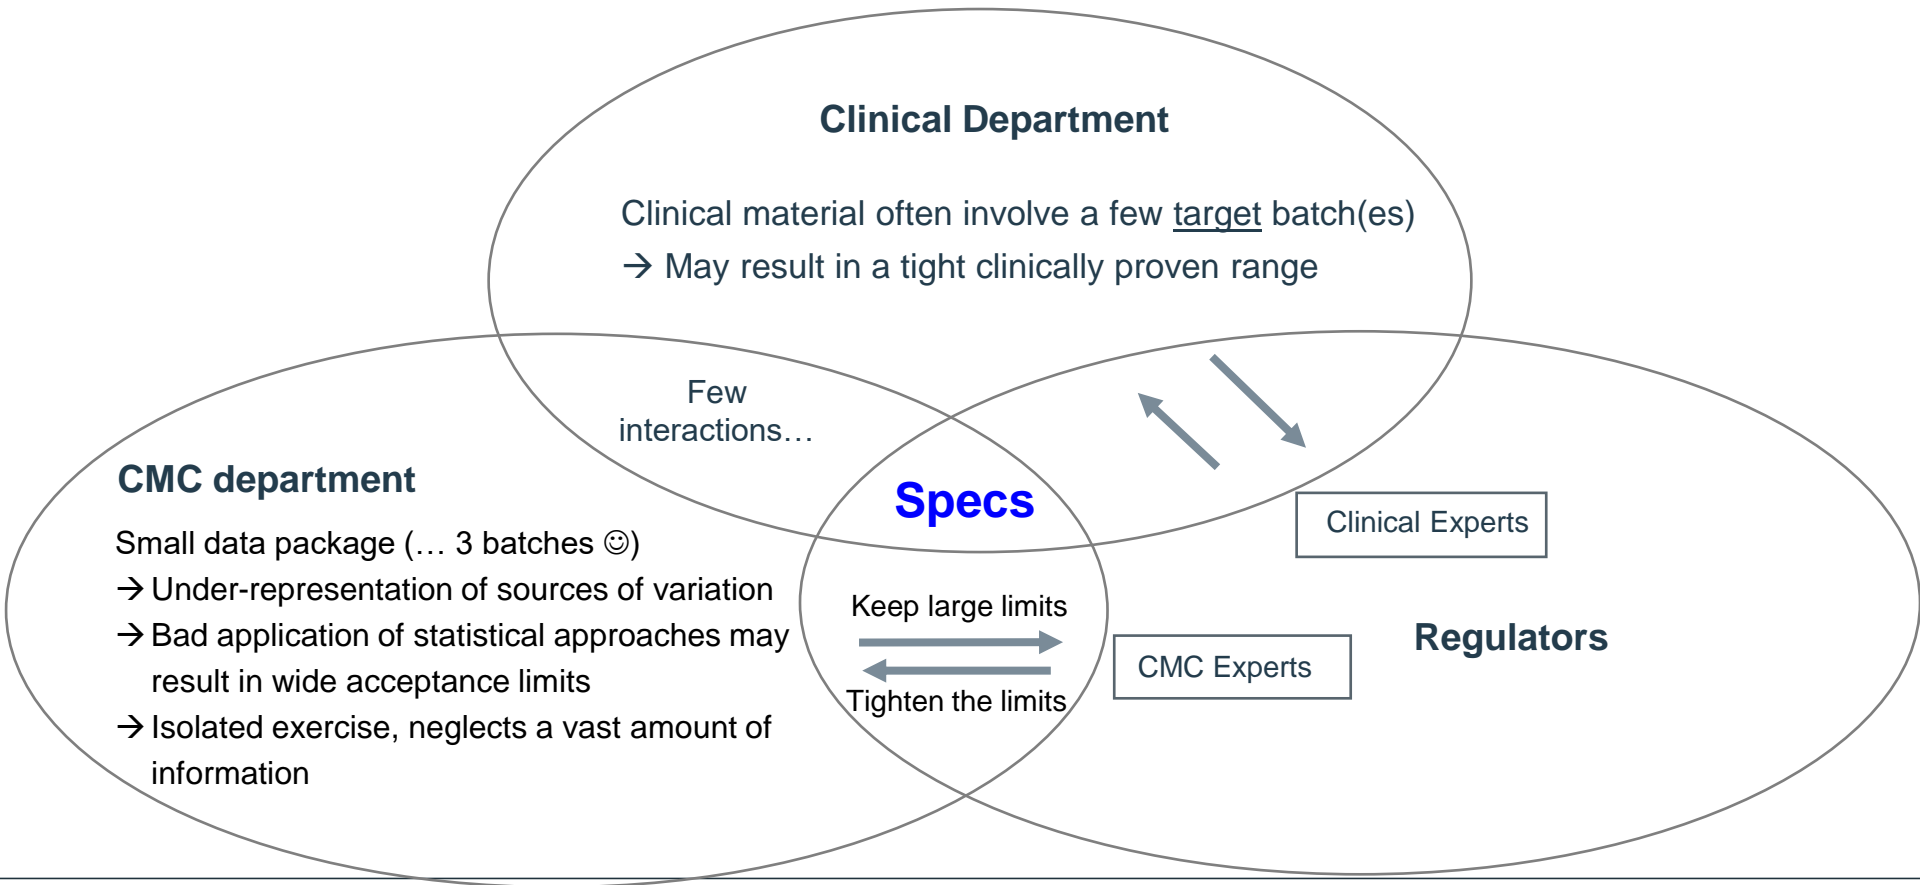 Clinical Department
Clinical material often involve a few target batch(es)
→ May result in a tight clinically proven range
Few
interactions…
CMC department
Small data package (… 3 batches ☺)
→ Under-representation of sources of variation
→ Bad application of statistical approaches may
result in wide acceptance limits
→ Isolated exercise, neglects a vast amount of
information
Specs
Keep large limits
Tighten the limits
Clinical Experts
CMC Experts
Regulators